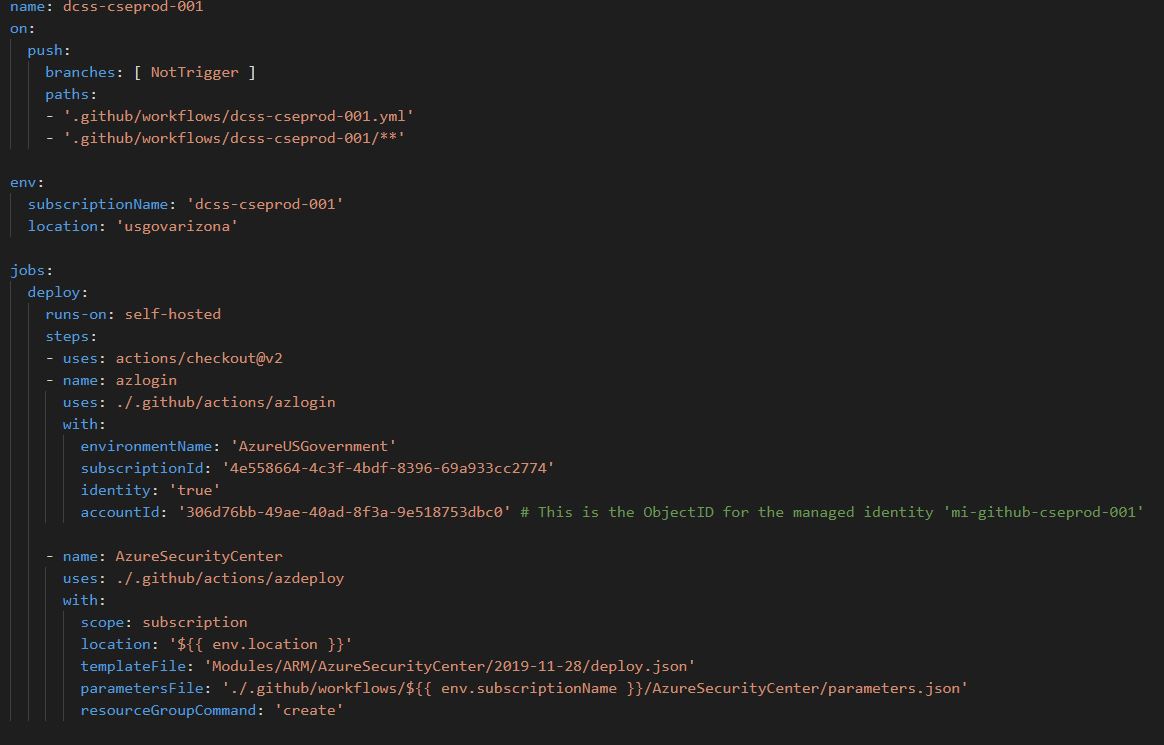 name: dcss-cseprod-001
on:
  push:
    branches: [ NotTrigger ]
    paths:
    - '.github/workflows/dcss-cseprod-001.yml'
    - '.github/workflows/dcss-cseprod-001/**'

env:
  subscriptionName: 'dcss-cseprod-001'
  location: 'usgovarizona'

jobs:
  deploy:
    runs-on: self-hosted
    steps:
    - uses: actions/checkout@v2
    - name: azlogin
      uses: ./.github/actions/azlogin
      with:
        environmentName: 'AzureUSGovernment'
        subscriptionId: '4e558664-4c3f-4bdf-8396-69a933cc2774'
        identity: 'true'
        accountId: '306d76bb-49ae-40ad-8f3a-9e518753dbc0' # This is the ObjectID for the managed identity 'mi-github-cseprod-001'

    - name: AzureSecurityCenter
      uses: ./.github/actions/azdeploy
      with:
        scope: subscription
        location: '${{ env.location }}'
        templateFile: 'Modules/ARM/AzureSecurityCenter/2019-11-28/deploy.json'
        parametersFile: './.github/workflows/${{ env.subscriptionName }}/AzureSecurityCenter/parameters.json'
        resourceGroupCommand: 'create'